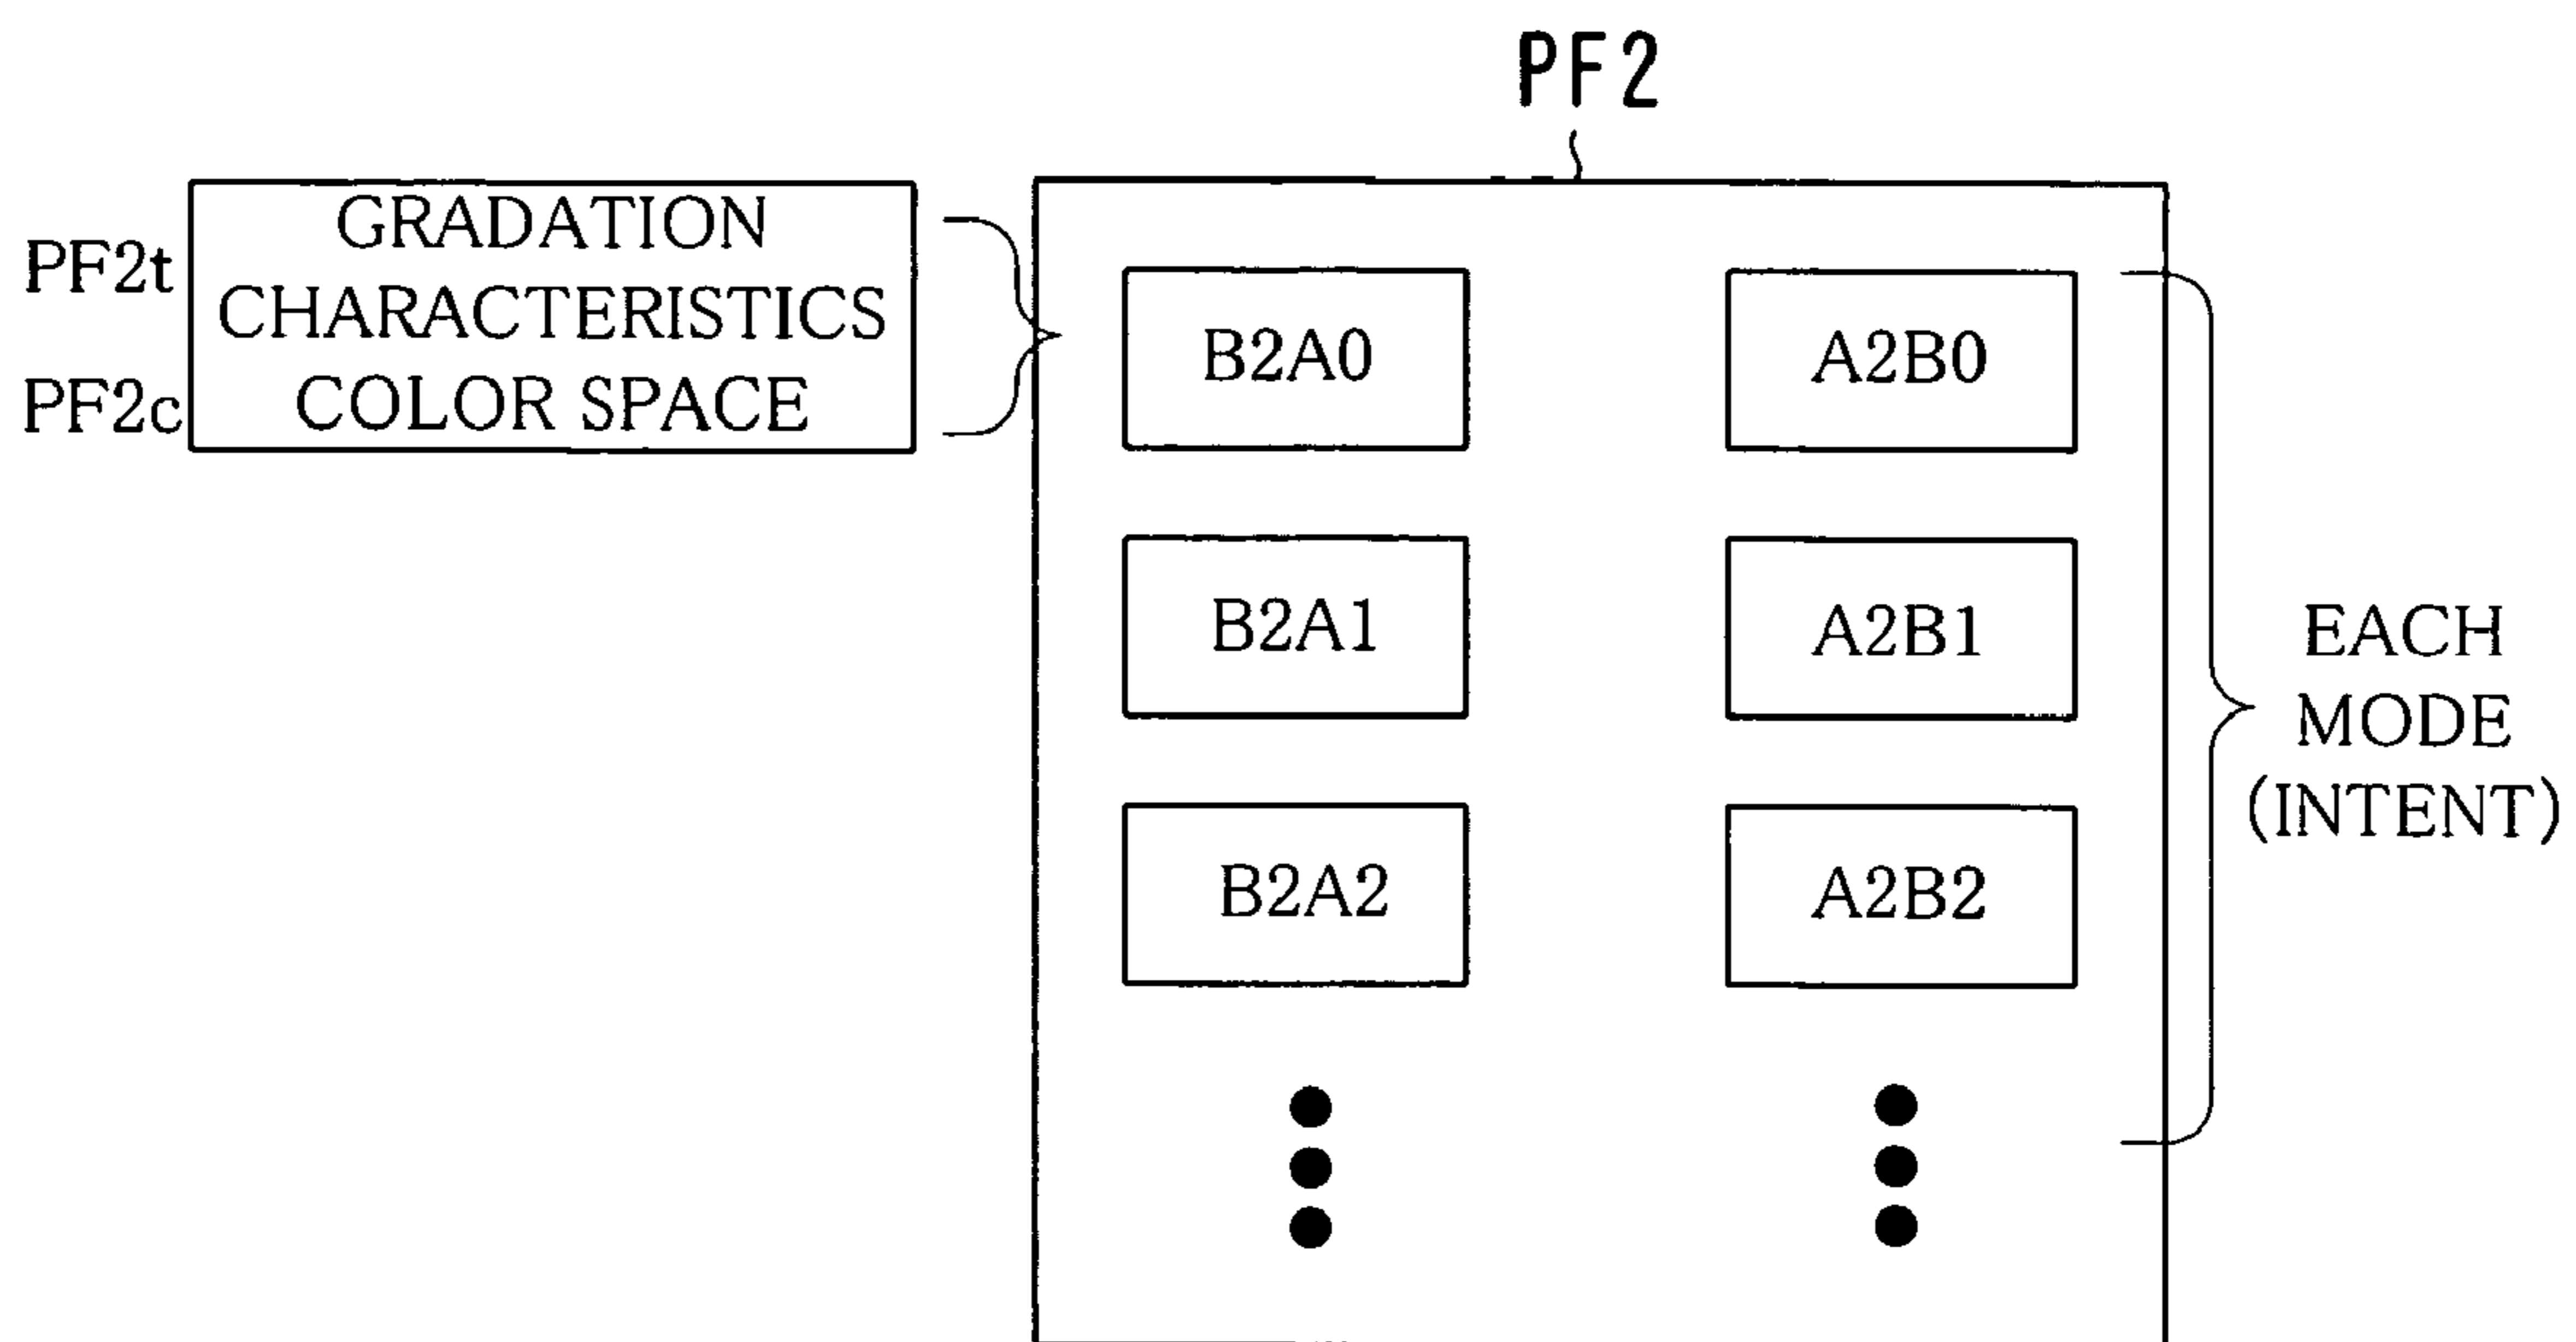 PF2
PF2t
GRADATION
CHARACTERISTICS
PF2c
COLOR SPACE
B2A0
A2B0
B2A1
A2B1
B2A2
A2B2
EACH
MODE
(INTENT)